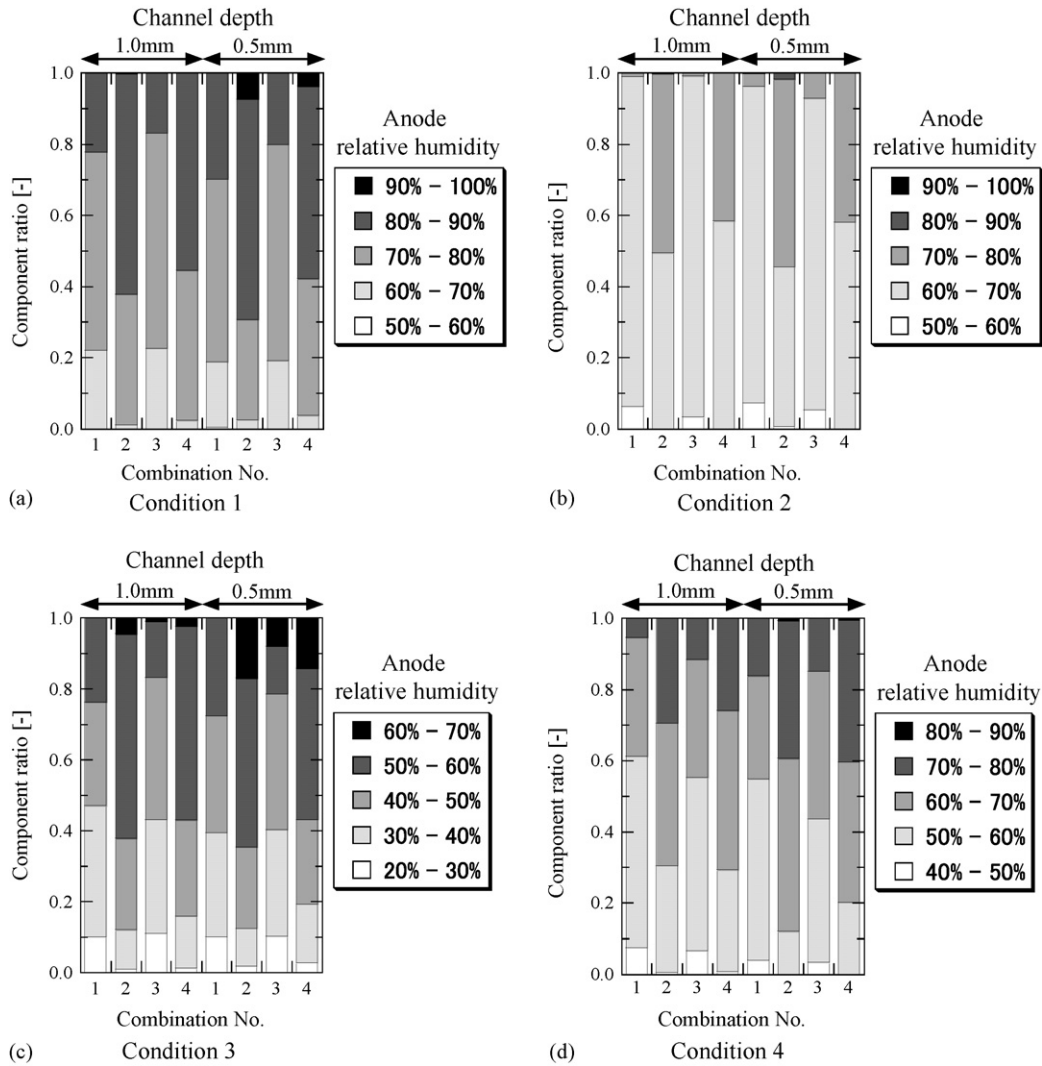 Channel depth
1.0mm 0.5mm
1.0
0.8
0.6
0.4
0.2
0.0
Component ratio [-]
1 2 3 4 1 2 3 4
Combination No.
(a) Condition 1
Anode
relative humidity
90% - 100%
80% - 90%
70% - 80%
60% - 70%
50% - 60%
Channel depth
1.0mm 0.5mm
1.0
0.8
0.6
0.4
0.2
0.0
Component ratio [-]
1 2 3 4 1 2 3 4
Combination No.
(b) Condition 2
Anode
relative humidity
90% - 100%
80% - 90%
70% - 80%
60% - 70%
50% - 60%
Channel depth
1.0mm 0.5mm
1.0
0.8
0.6
0.4
0.2
0.0
Component ratio [-]
1 2 3 4 1 2 3 4
Combination No.
(c) Condition 3
Anode
relative humidity
60% - 70%
50% - 60%
40% - 50%
30% - 40%
20% - 30%
Channel depth
1.0mm 0.5mm
1.0
0.8
0.6
0.4
0.2
0.0
Component ratio [-]
1 2 3 4 1 2 3 4
Combination No.
(d) Condition 4
Anode
relative humidity
80% - 90%
70% - 80%
60% - 70%
50% - 60%
40% - 50%